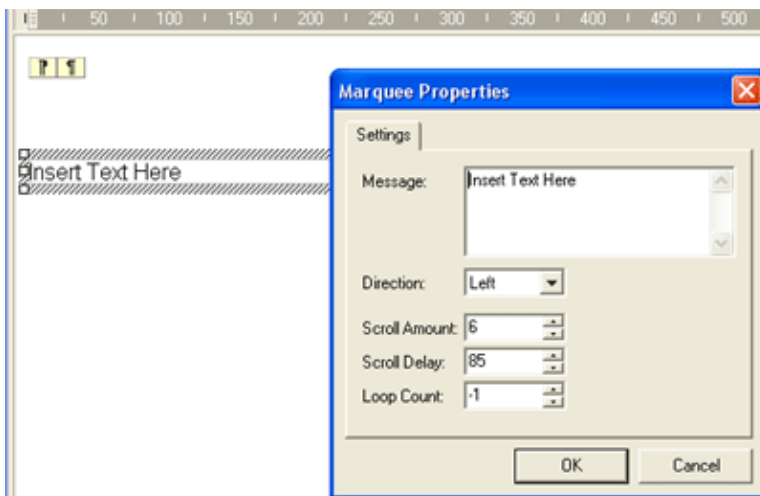 50 100 150 200 250 300 350 400 450 500
¶ ¶
Marquee Properties
Settings
Insert Text Here
Message: Insert Text Here
Direction: Left
Scroll Amount: 6
Scroll Delay: 85
Loop Count: -1
OK Cancel